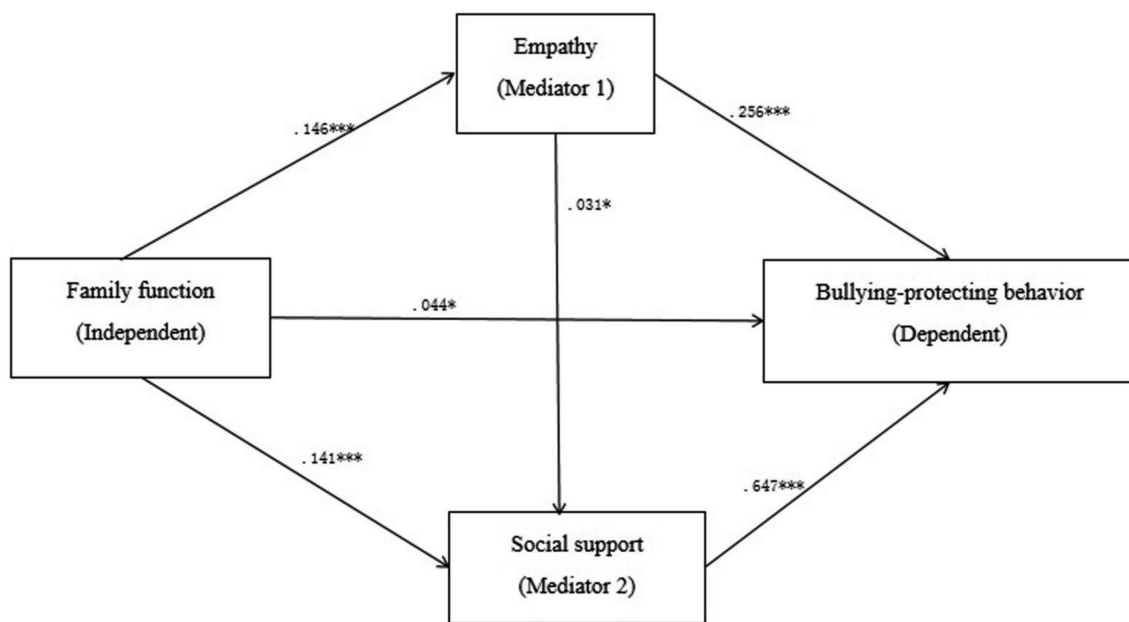 Empathy
(Mediator 1)
.146***
.256***
.031*
Family function
(Independent)
.044*
Bullying-protecting behavior
(Dependent)
.141***
.647***
Social support
(Mediator 2)